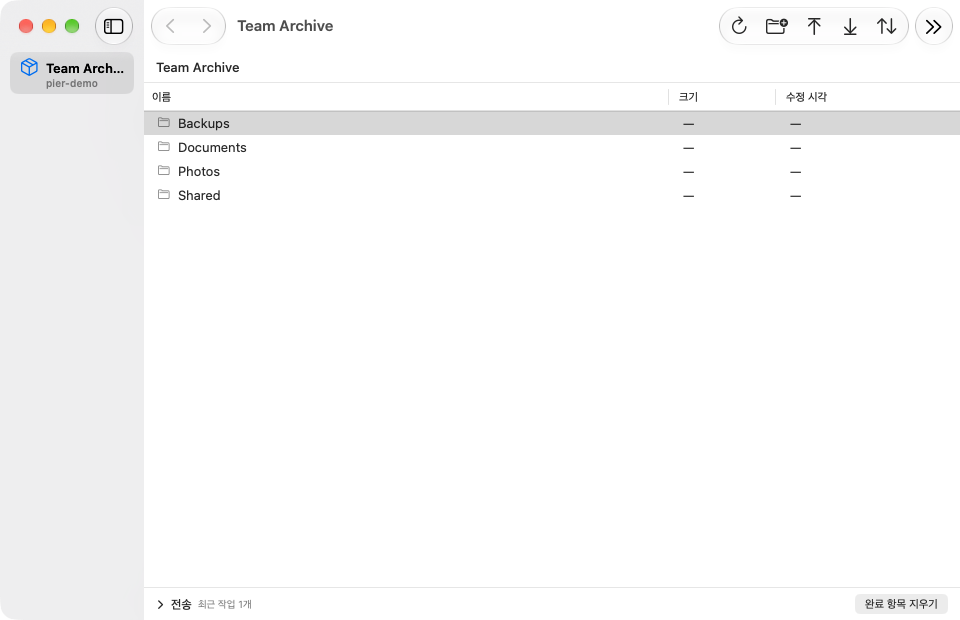 Team Archive
Team Arch...
pier-demo
Team Archive
이름 크기 수정 시각
Backups — —
Documents — —
Photos — —
Shared — —
전송 최근 작업 1개
완료 항목 지우기